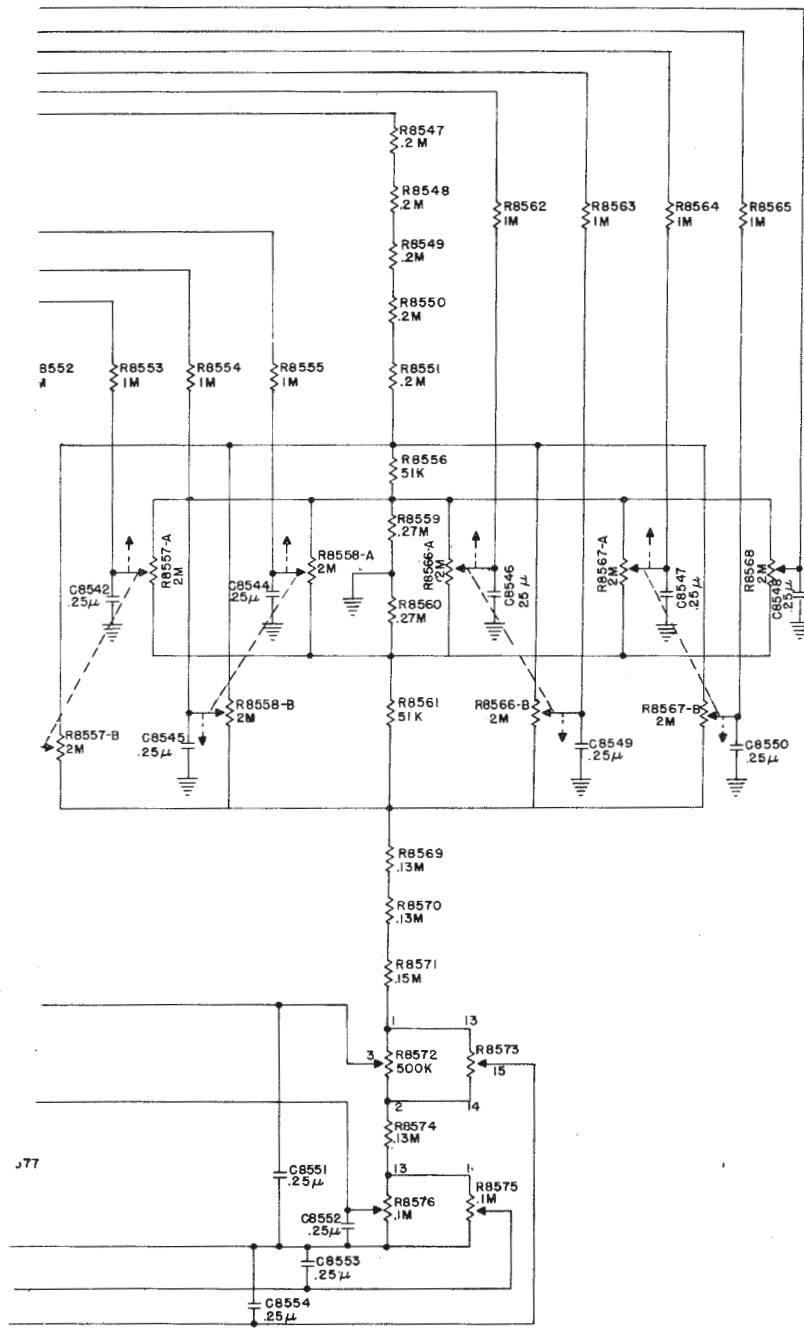 R8547
.2 M
R8548
.2M
R8549
.2M
R8550
.2M
R8551
.2M
R8562
1M
R8563
1M
R8564
1M
R8565
1M
8552
R8553
1M
R8554
1M
R8555
1M
R8556
51K
R8559
.27M
R8557-A
2M
R8558-A
2M
R8566-A
2M
R8567-A
2M
R8568
2M
C8542
.25μ
C8544
.25μ
C8546
25 μ
C8547
.25μ
C8548
.25μ
R8560
.27M
R8557-B
2M
C8545
.25μ
R8558-B
2M
R8561
51K
R8566-B
2M
C8549
.25μ
R8567-B
2M
C8550
.25μ
R8569
.13M
R8570
.13M
R8571
.15M
1
13
3
R8572
500K
R8573
15
2
14
R8574
.13M
577
C8551
.25μ
13
R8576
.1M
R8575
.1M
C8552
.25μ
C8553
.25μ
C8554
.25μ